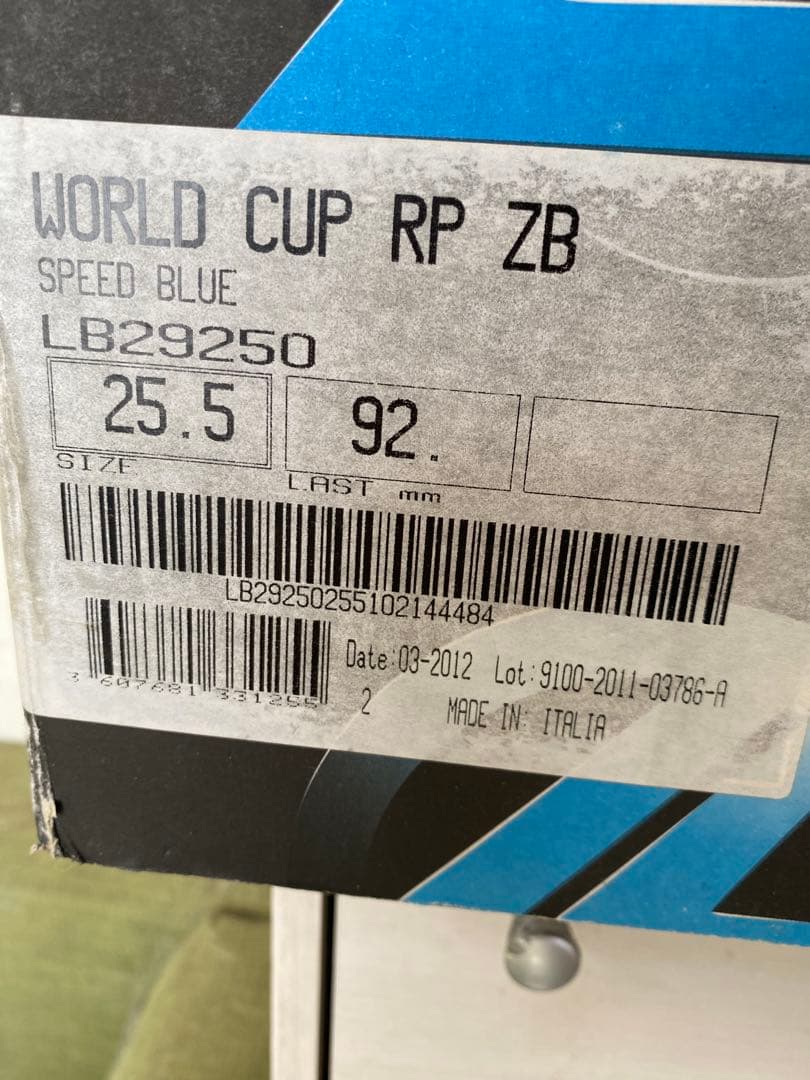 WORLD CUP RP ZB
SPEED BLUE
LB29250
25.5
92.
SIZE
LAST mm
LB29250255102144484
Date:03-2012 Lot:9100-2011-03786-A
3 607681 331255
2
MADE IN: ITALIA